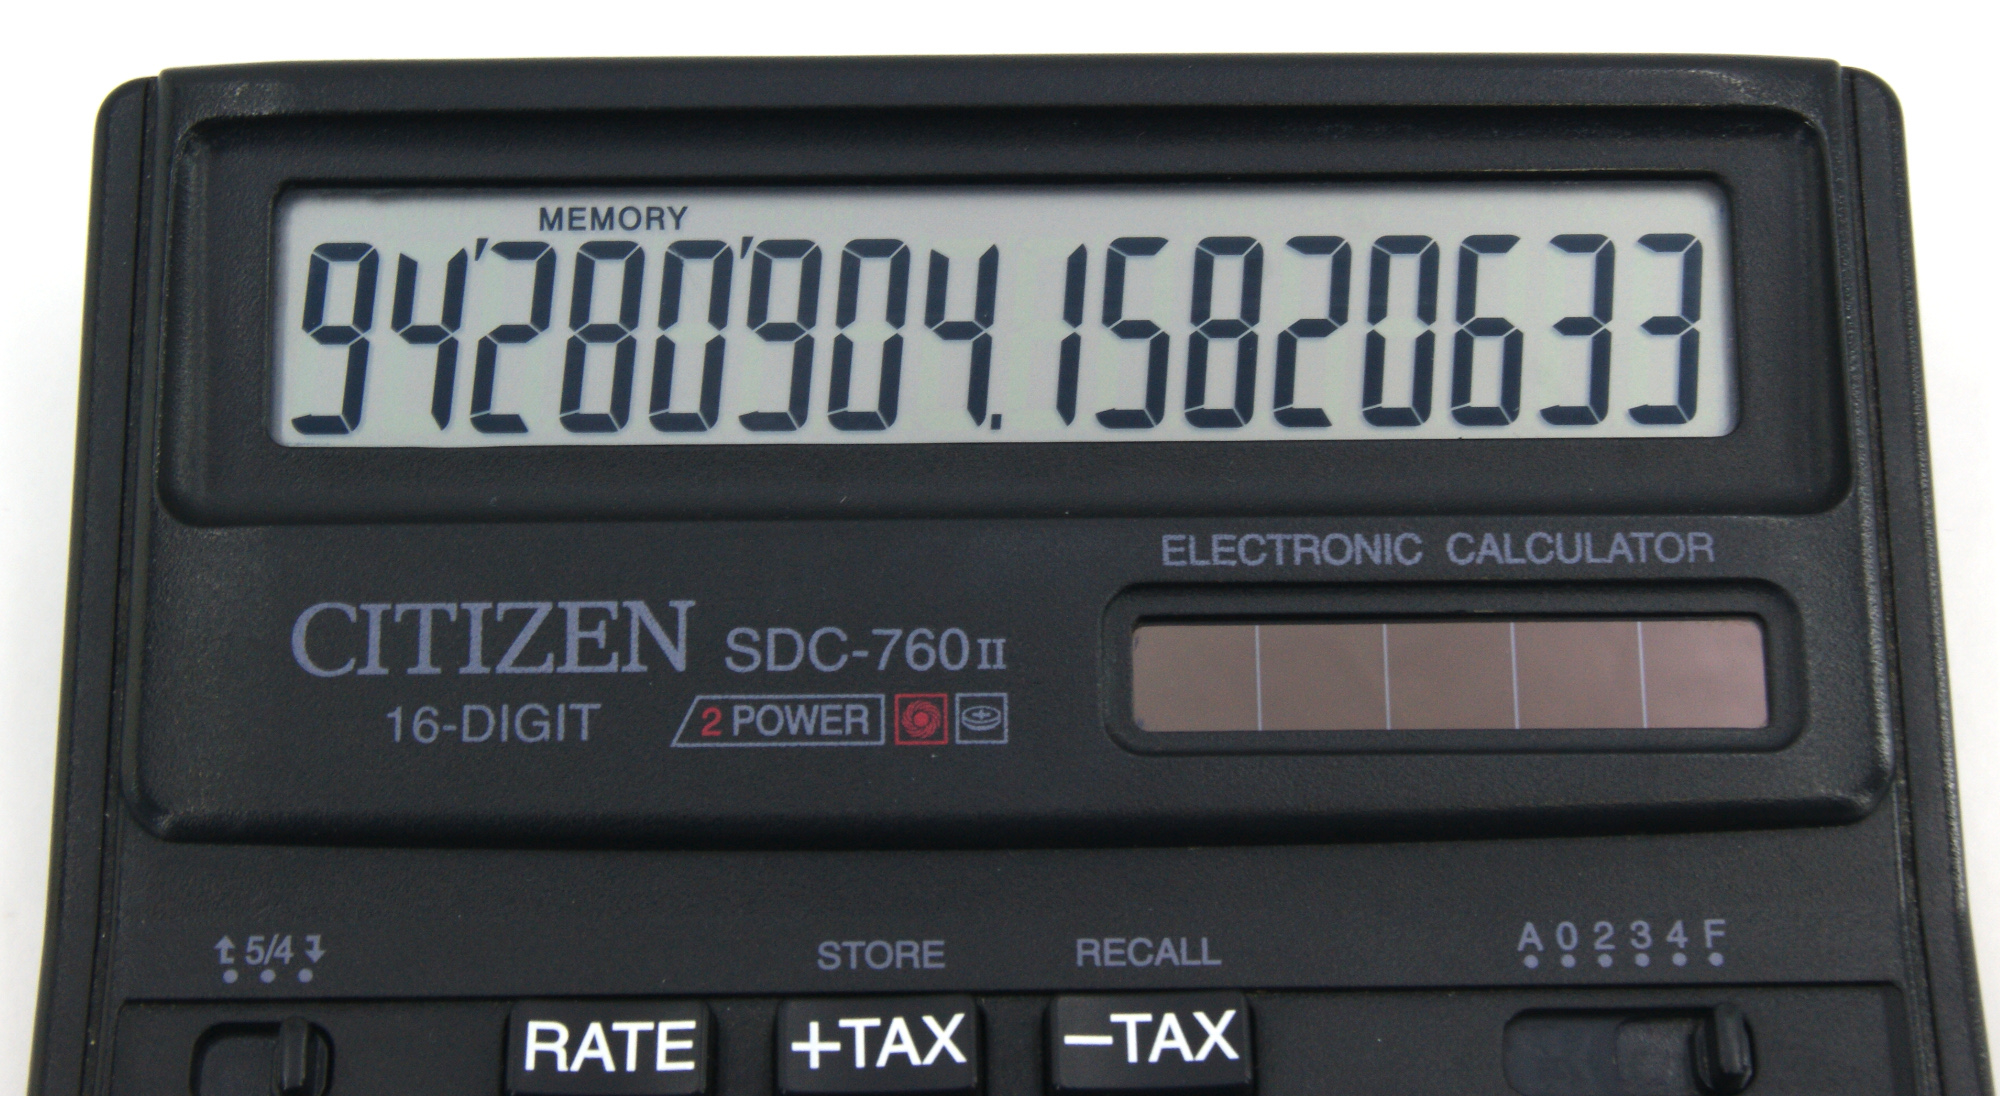 MEMORY
94'280'904.15820633
ELECTRONIC CALCULATOR
CITIZEN SDC-760II
16-DIGIT 2 POWER
↥ 5/4 ↧ STORE RECALL A 0 2 3 4 F
RATE +TAX −TAX